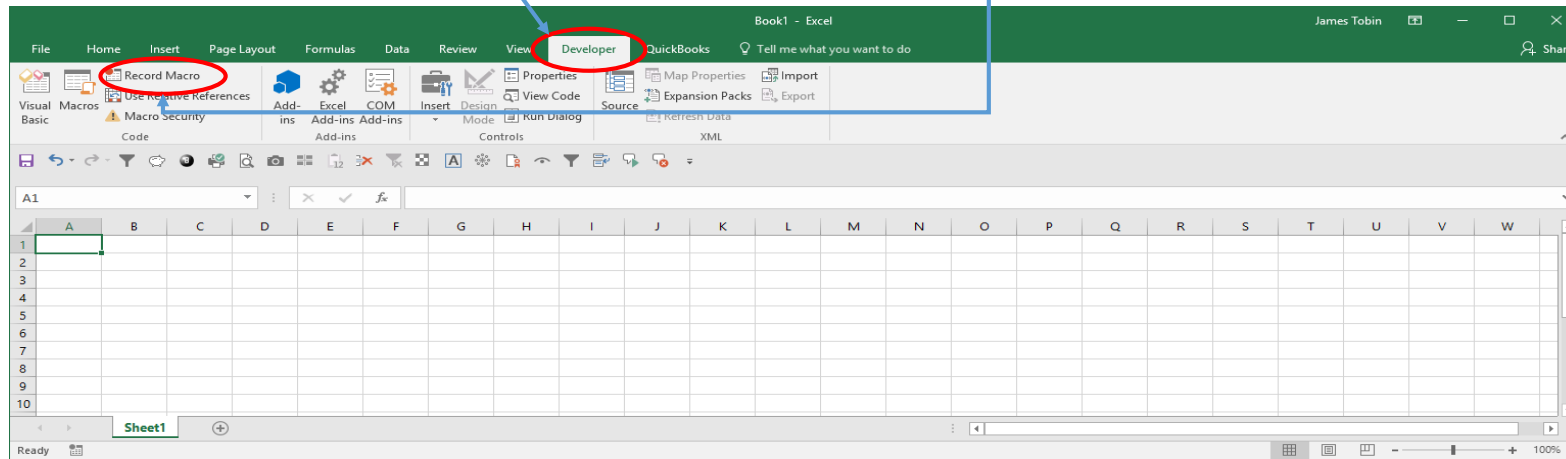 Book1 - Excel
James Tobin
File Home Insert Page Layout Formulas Data Review View Developer QuickBooks Tell me what you want to do
Record Macro
Use Relative References
Macro Security
Visual Basic
Macros
Code
Add-ins
Excel Add-ins
COM Add-ins
Add-ins
Insert
Design Mode
Properties
View Code
Run Dialog
Controls
Source
Map Properties
Expansion Packs
Refresh Data
Import
Export
XML
A1
fx
A B C D E F G H I J K L M N O P Q R S T U V W
1
2
3
4
5
6
7
8
9
10
Sheet1
Ready
100%